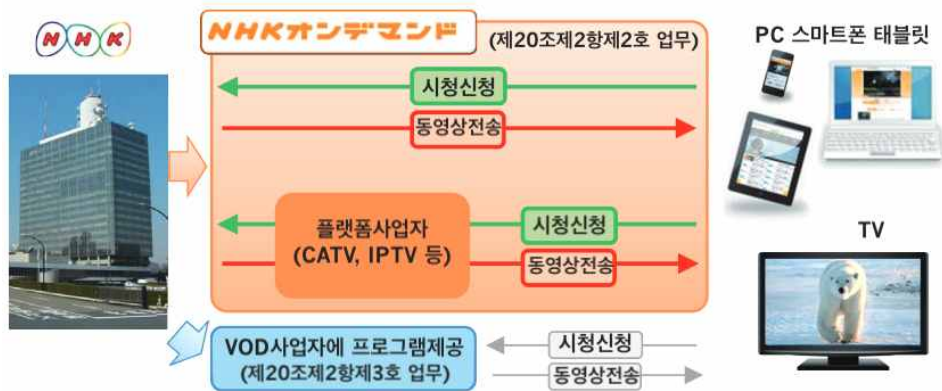 NHK
NHKオンデマンド
(제20조제2항제2호 업무)
PC 스마트폰 태블릿
시청신청
동영상전송
플랫폼사업자
(CATV, IPTV 등)
시청신청
동영상전송
TV
VOD사업자에 프로그램제공
(제20조제2항제3호 업무)
시청신청
동영상전송